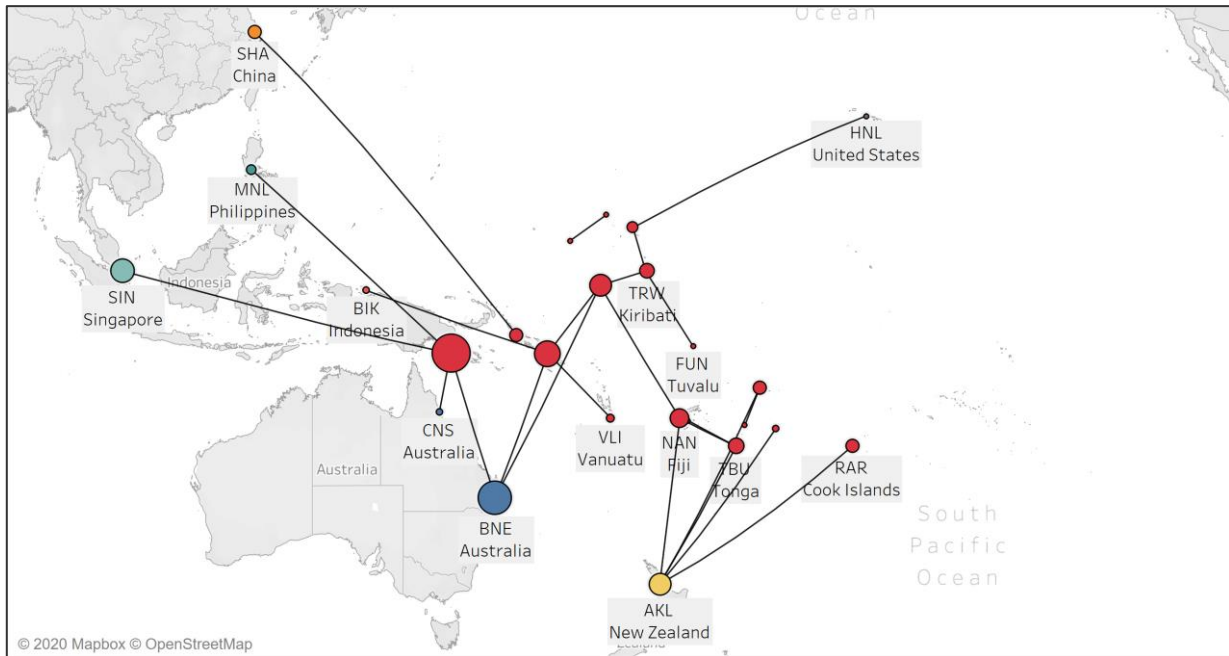 Ocean
SHA
China
HNL
United States
MNL
Philippines
Indonesia
SIN
Singapore
BIK
Indonesia
TRW
Kiribati
FUN
Tuvalu
CNS
Australia
VLI
Vanuatu
NAN
Fiji
TBU
Tonga
RAR
Cook Islands
Australia
BNE
Australia
South
Pacific
Ocean
AKL
New Zealand
Zealand
© 2020 Mapbox © OpenStreetMap